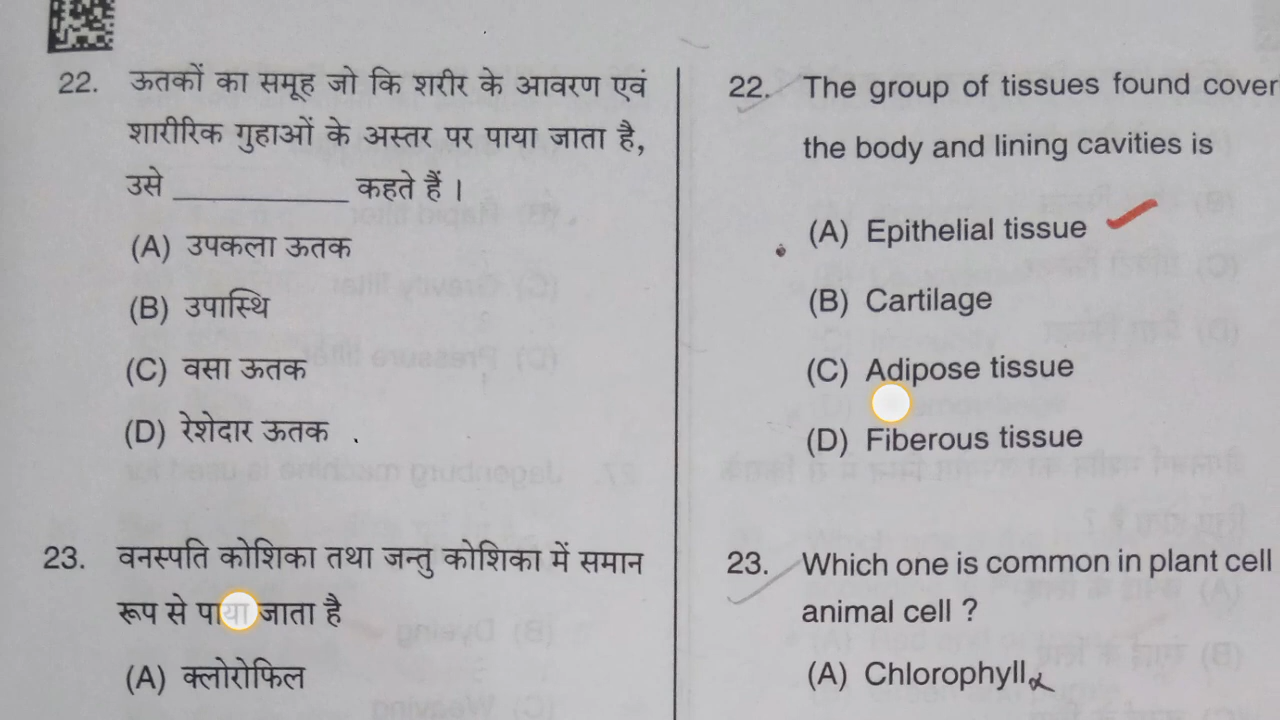 22. ऊतकों का समूह जो कि शरीर के आवरण एवं
शारीरिक गुहाओं के अस्तर पर पाया जाता है,
उसे __________ कहते हैं ।
(A) उपकला ऊतक
(B) उपास्थि
(C) वसा ऊतक
(D) रेशेदार ऊतक
23. वनस्पति कोशिका तथा जन्तु कोशिका में समान
रूप से पाया जाता है
(A) क्लोरोफिल
22. The group of tissues found cover
the body and lining cavities is
(A) Epithelial tissue
(B) Cartilage
(C) Adipose tissue
(D) Fiberous tissue
23. Which one is common in plant cell
animal cell ?
(A) Chlorophyll